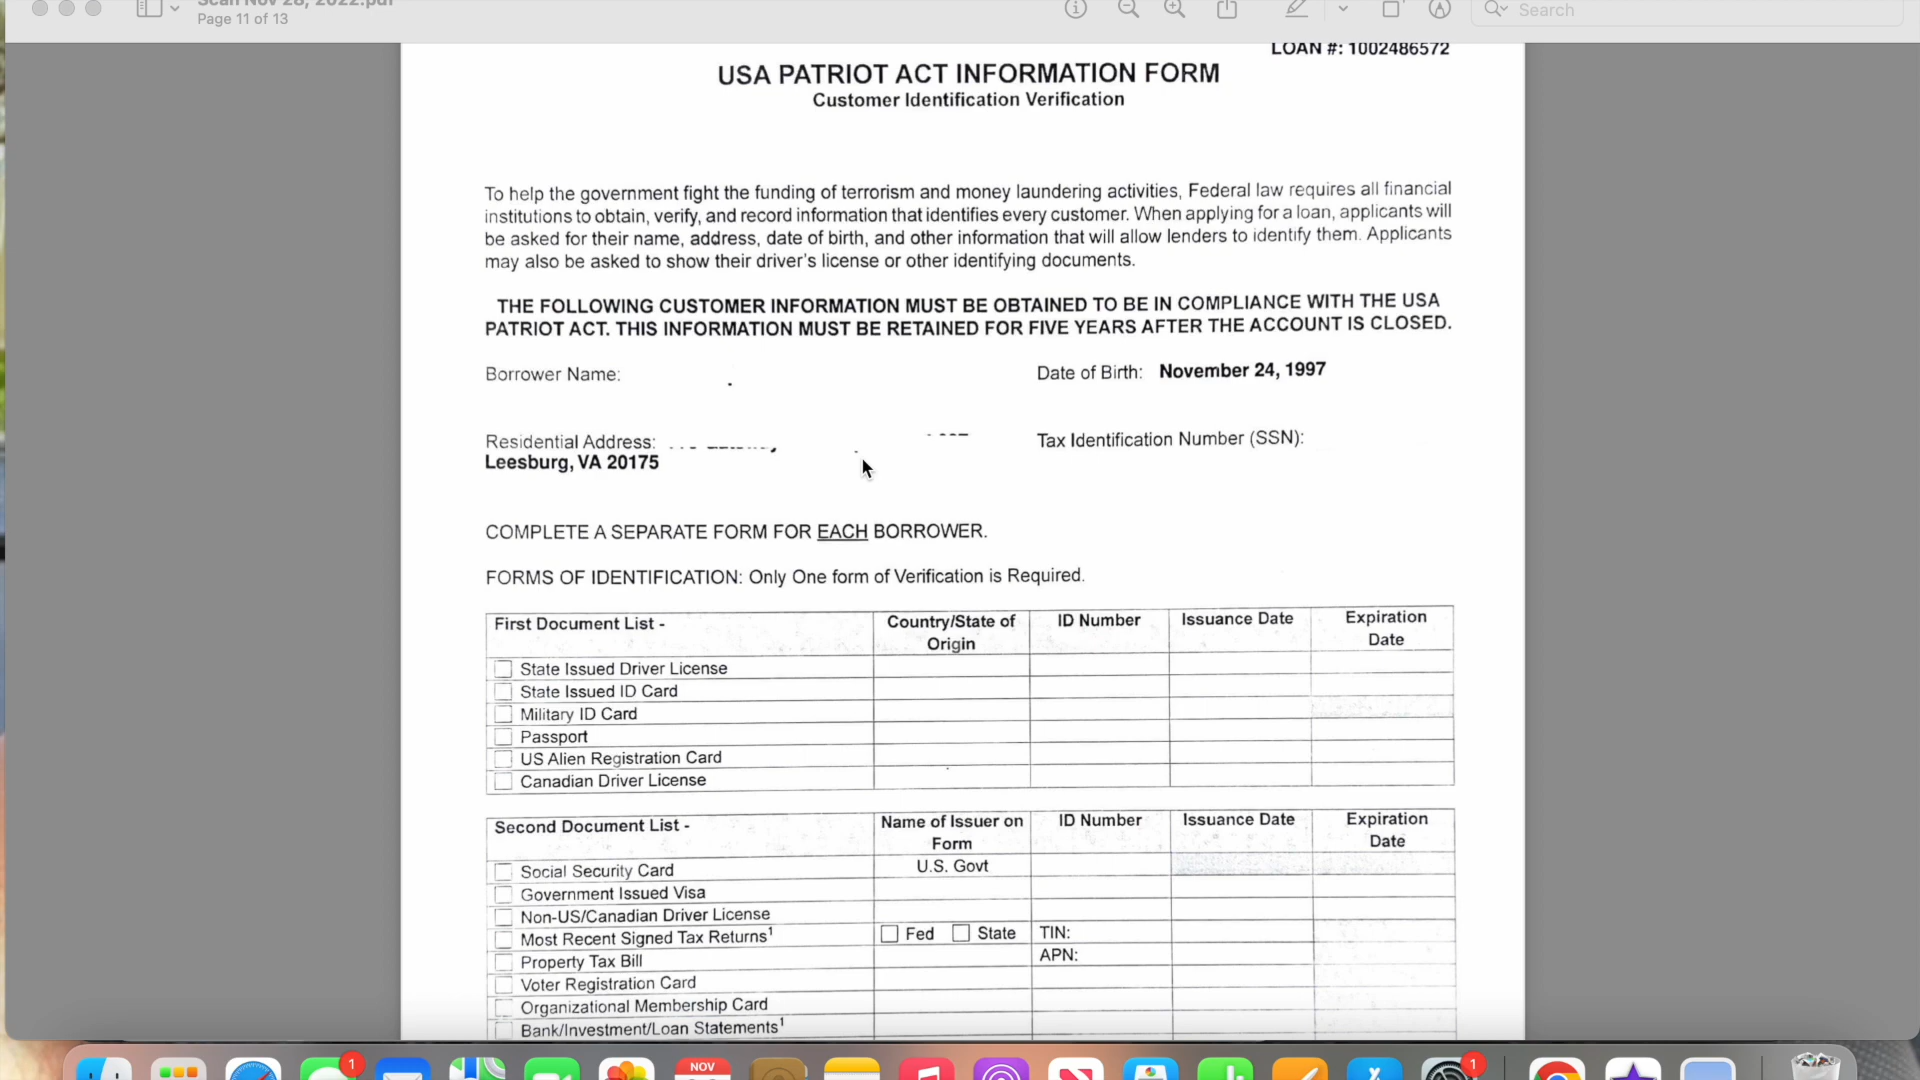 Scan Nov 28, 2022.pdf
Page 11 of 13
Search
LOAN #: 1002486572
USA PATRIOT ACT INFORMATION FORM
Customer Identification Verification
To help the government fight the funding of terrorism and money laundering activities, Federal law requires all financial
institutions to obtain, verify, and record information that identifies every customer. When applying for a loan, applicants will
be asked for their name, address, date of birth, and other information that will allow lenders to identify them. Applicants
may also be asked to show their driver's license or other identifying documents.
THE FOLLOWING CUSTOMER INFORMATION MUST BE OBTAINED TO BE IN COMPLIANCE WITH THE USA
PATRIOT ACT. THIS INFORMATION MUST BE RETAINED FOR FIVE YEARS AFTER THE ACCOUNT IS CLOSED.
Borrower Name: Date of Birth: November 24, 1997
Residential Address: Tax Identification Number (SSN):
Leesburg, VA 20175
COMPLETE A SEPARATE FORM FOR EACH BORROWER.
FORMS OF IDENTIFICATION: Only One form of Verification is Required.
First Document List - Country/State of ID Number Issuance Date Expiration
Origin Date
State Issued Driver License
State Issued ID Card
Military ID Card
Passport
US Alien Registration Card
Canadian Driver License
Second Document List - Name of Issuer on ID Number Issuance Date Expiration
Form Date
Social Security Card U.S. Govt
Government Issued Visa
Non-US/Canadian Driver License
Most Recent Signed Tax Returns¹ Fed State TIN:
Property Tax Bill APN:
Voter Registration Card
Organizational Membership Card
Bank/Investment/Loan Statements¹
1 NOV 1